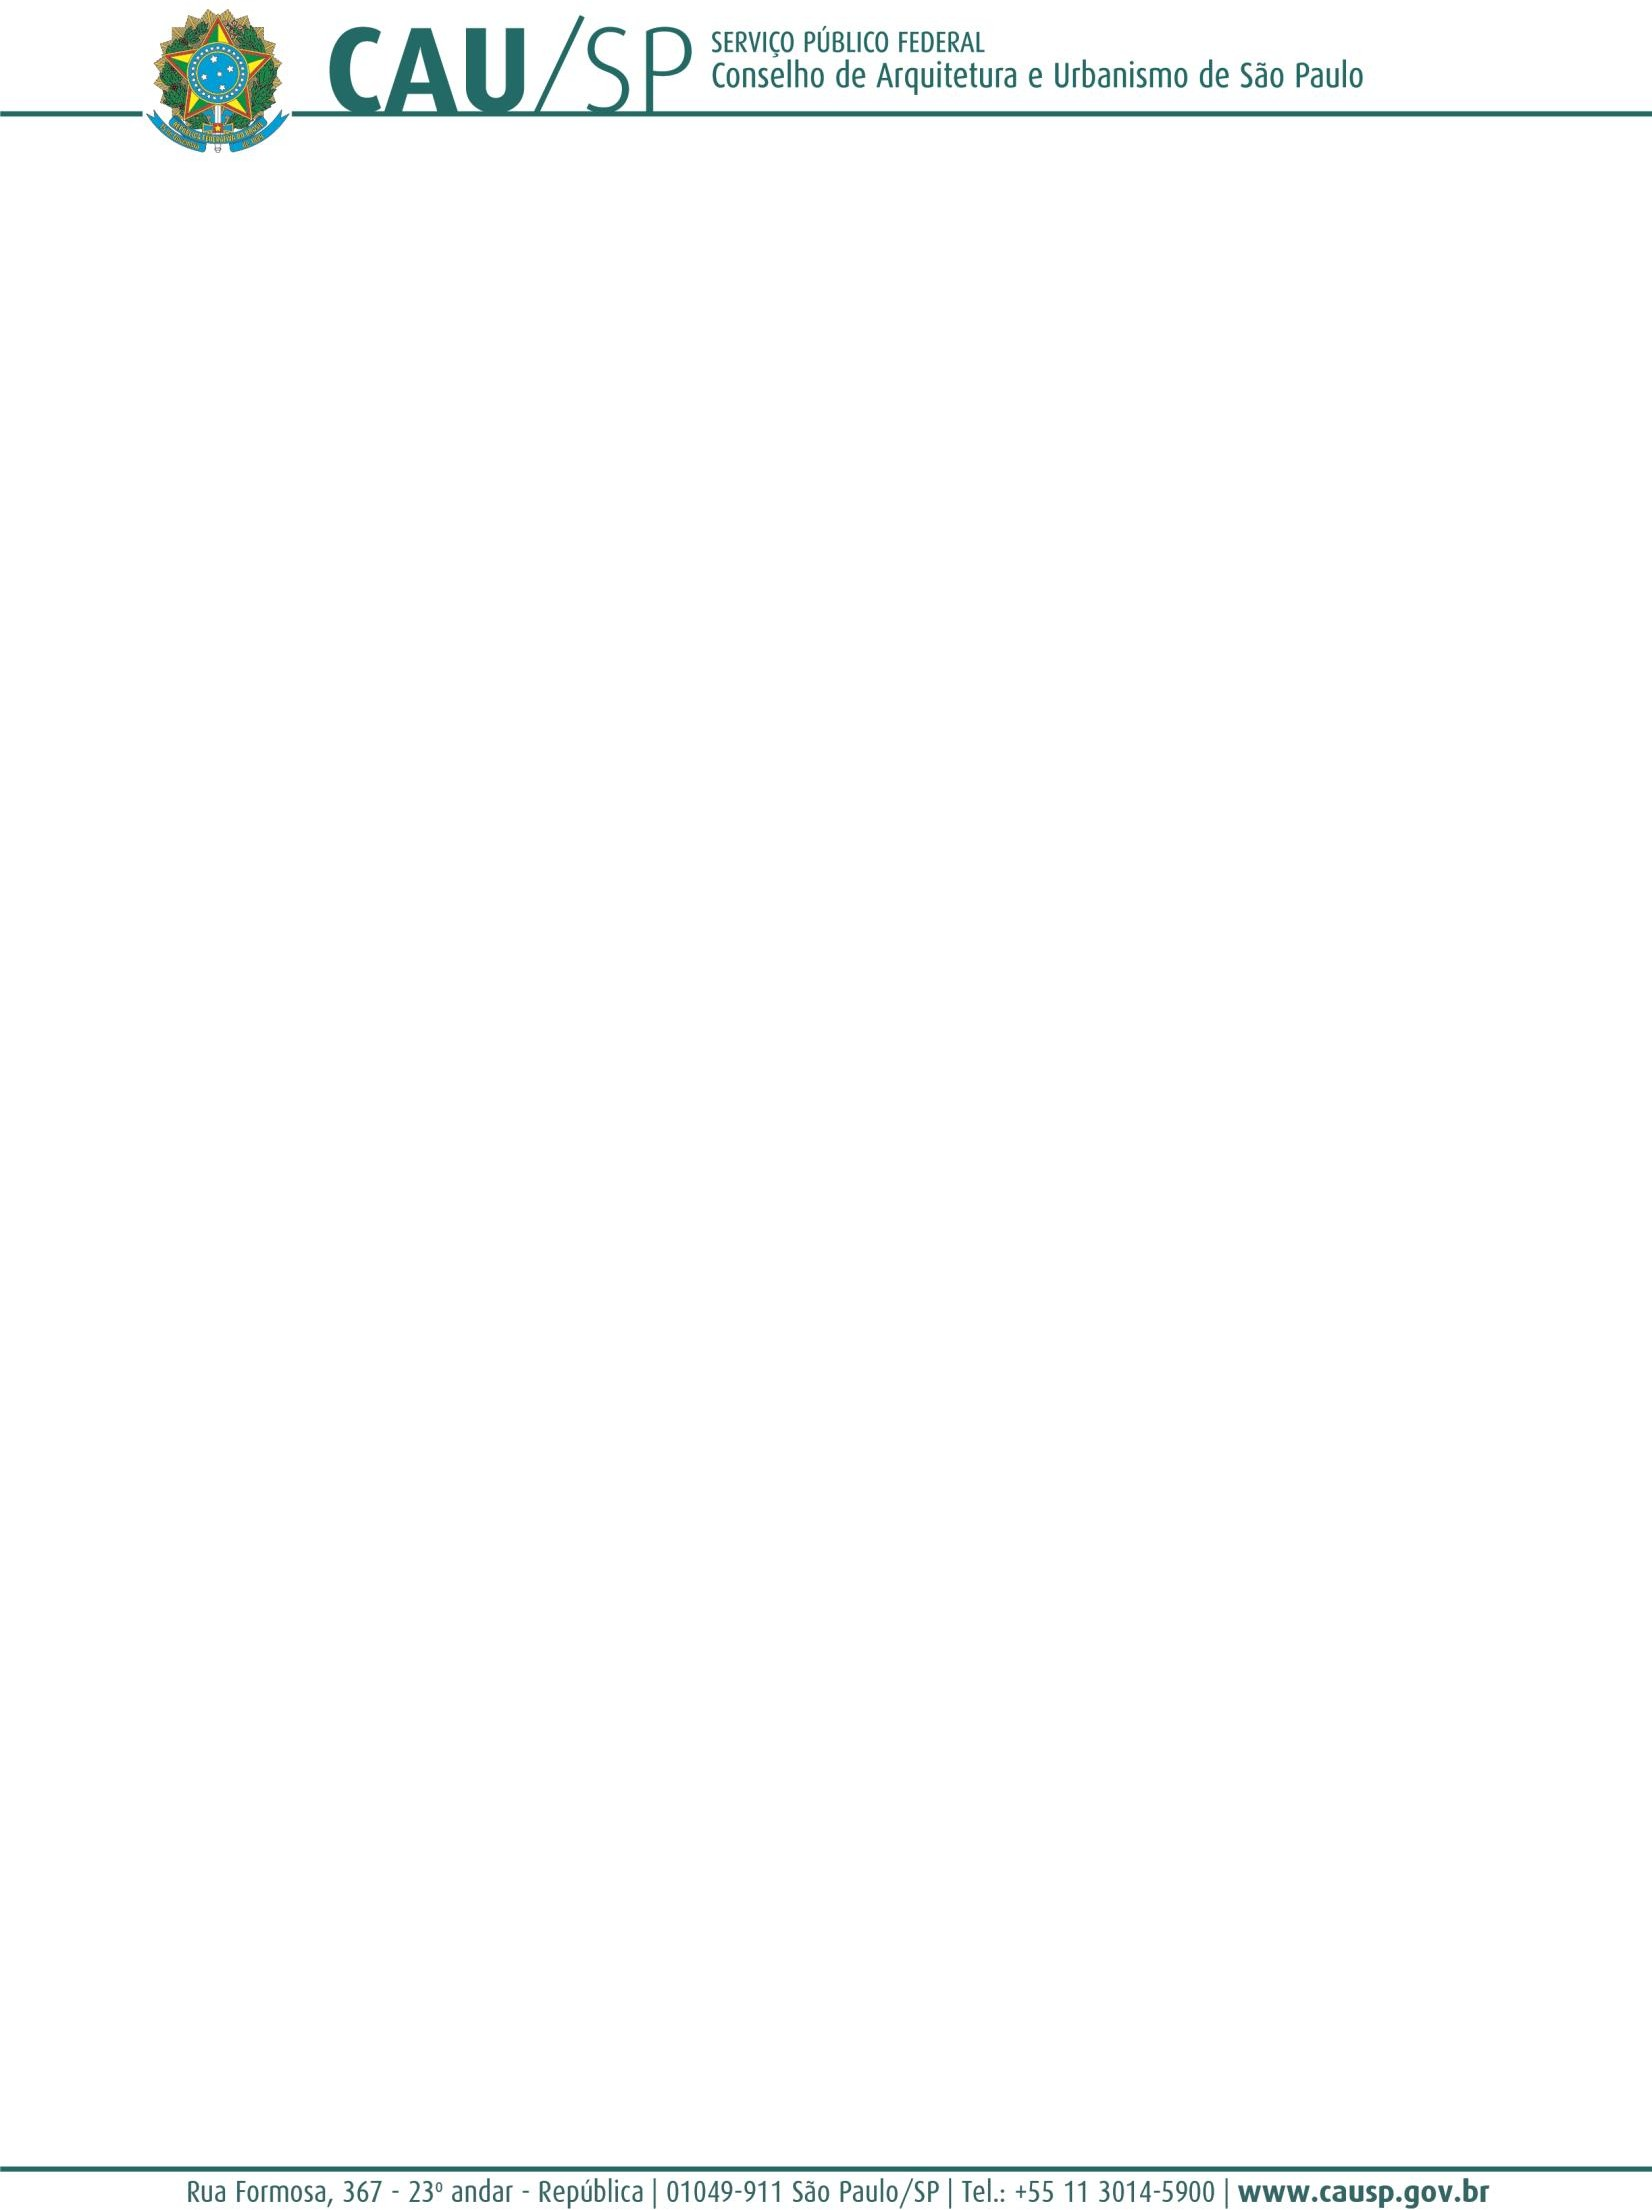 CAU/SP
SERVIÇO PÚBLICO FEDERAL
Conselho de Arquitetura e Urbanismo de São Paulo
Rua Formosa, 367 - 23º andar - República | 01049-911 São Paulo/SP | Tel.: +55 11 3014-5900 | www.causp.gov.br